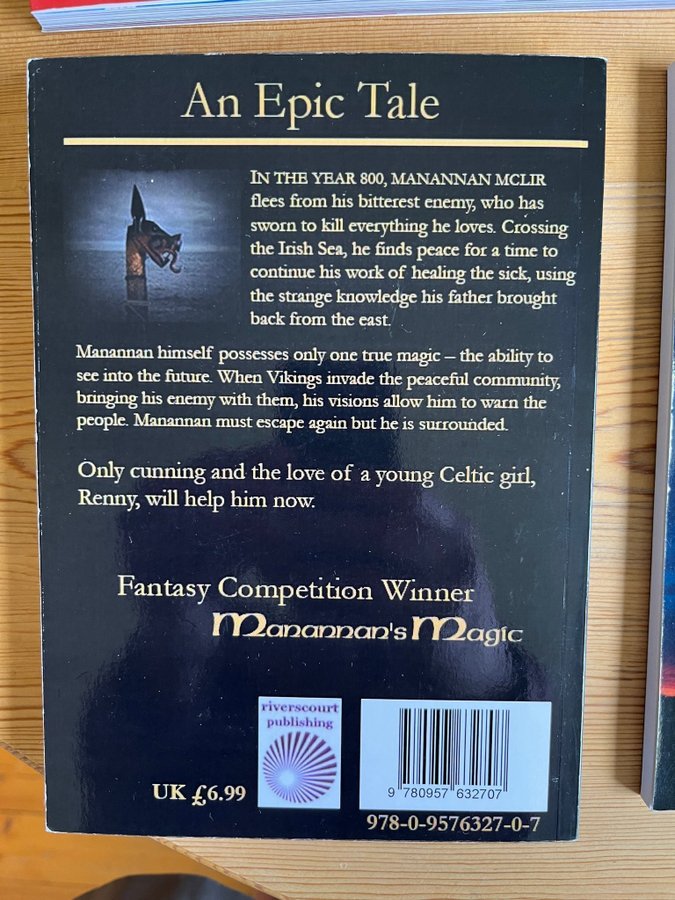 An Epic Tale
IN THE YEAR 800, MANANNAN MCLIR
flees from his bitterest enemy, who has
sworn to kill everything he loves. Crossing
the Irish Sea, he finds peace for a time to
continue his work of healing the sick, using
the strange knowledge his father brought
back from the east.
Manannan himself possesses only one true magic – the ability to
see into the future. When Vikings invade the peaceful community,
bringing his enemy with them, his visions allow him to warn the
people. Manannan must escape again but he is surrounded.
Only cunning and the love of a young Celtic girl,
Renny, will help him now.
Fantasy Competition Winner
Manannan's Magic
riverscourt
publishing
UK £6.99
9 780957 632707
978-0-9576327-0-7